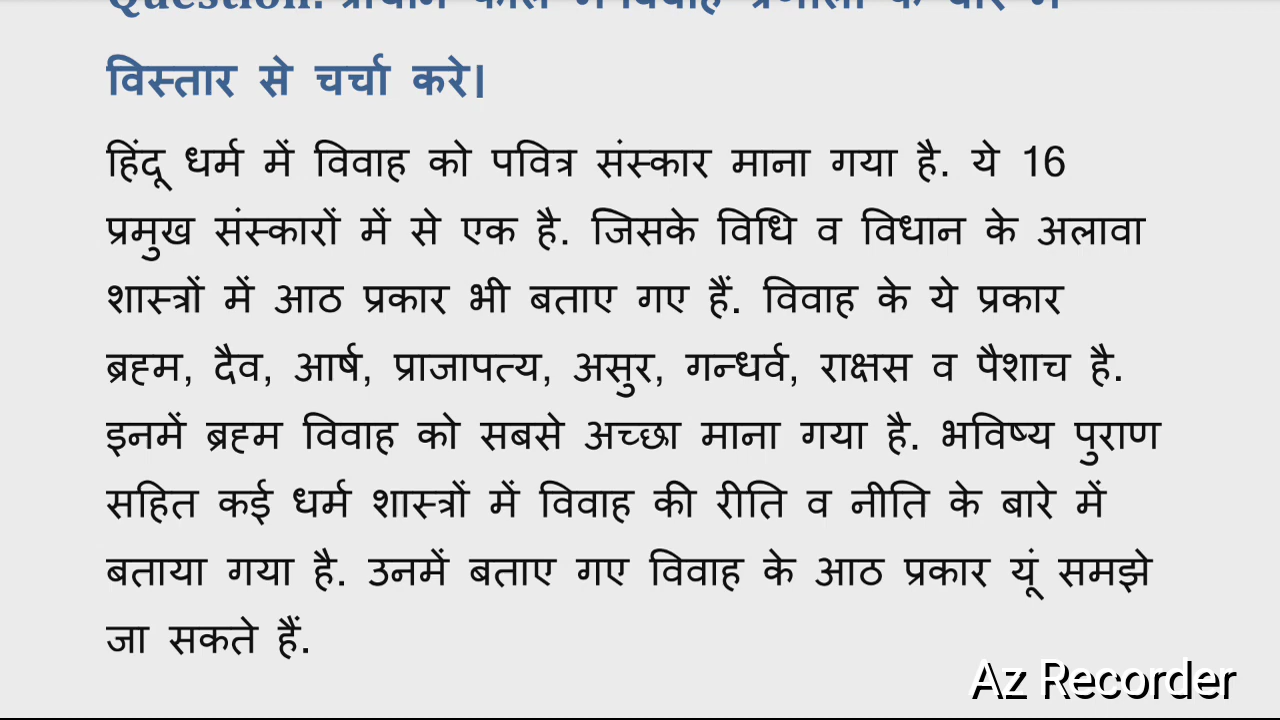 Question: प्राचीन काल में विवाह प्रणाली के बारे में
विस्तार से चर्चा करे।
हिंदू धर्म में विवाह को पवित्र संस्कार माना गया है. ये 16
प्रमुख संस्कारों में से एक है. जिसके विधि व विधान के अलावा
शास्त्रों में आठ प्रकार भी बताए गए हैं. विवाह के ये प्रकार
ब्रह्म, दैव, आर्ष, प्राजापत्य, असुर, गन्धर्व, राक्षस व पैशाच है.
इनमें ब्रह्म विवाह को सबसे अच्छा माना गया है. भविष्य पुराण
सहित कई धर्म शास्त्रों में विवाह की रीति व नीति के बारे में
बताया गया है. उनमें बताए गए विवाह के आठ प्रकार यूं समझे
जा सकते हैं.
Az Recorder